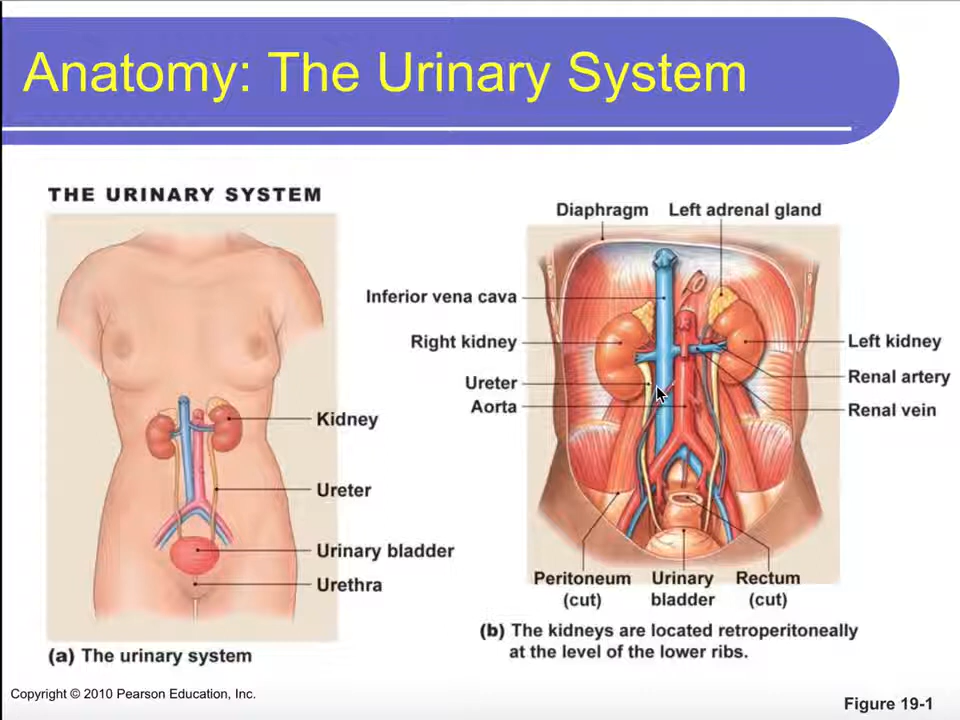 Anatomy: The Urinary System
THE URINARY SYSTEM
Kidney
Ureter
Urinary bladder
Urethra
(a) The urinary system
Diaphragm
Left adrenal gland
Inferior vena cava
Right kidney
Ureter
Aorta
Left kidney
Renal artery
Renal vein
Peritoneum
(cut)
Urinary
bladder
Rectum
(cut)
(b) The kidneys are located retroperitoneally
at the level of the lower ribs.
Copyright © 2010 Pearson Education, Inc.
Figure 19-1